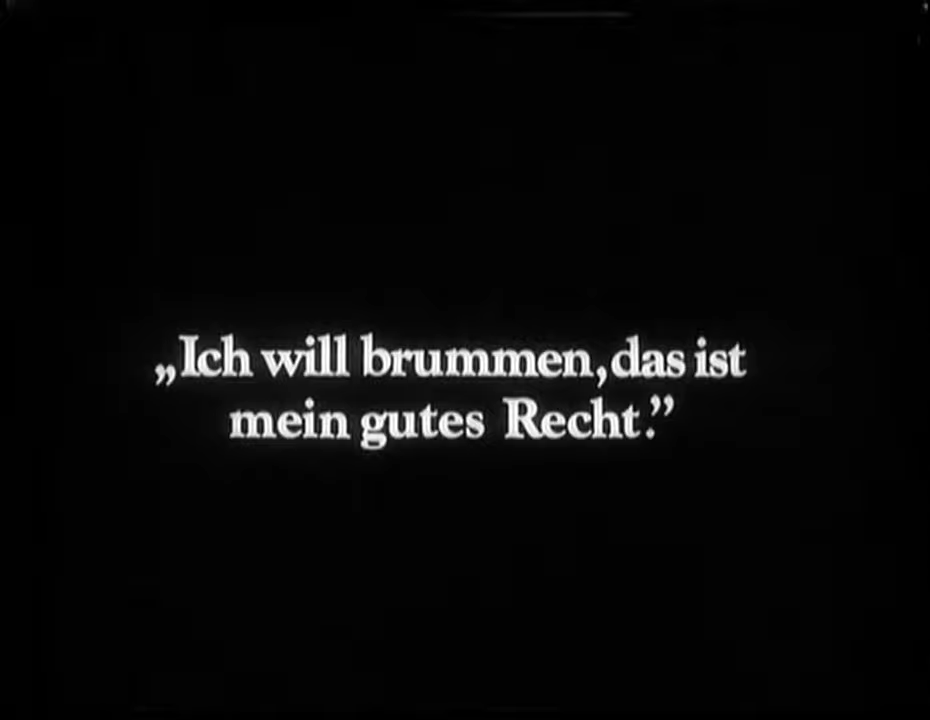 „Ich will brummen, das ist
mein gutes Recht.”